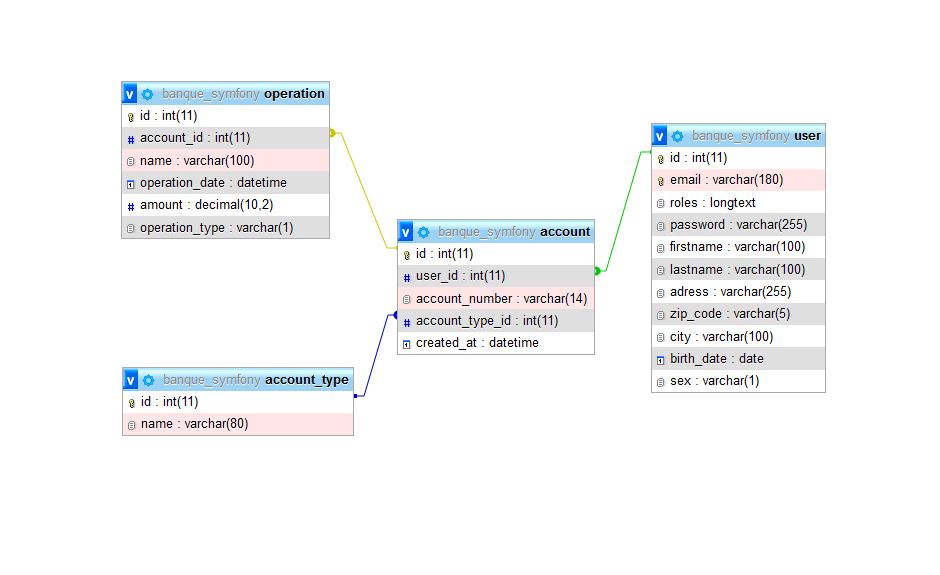 v banque_symfony operation
id : int(11)
# account_id : int(11)
name : varchar(100)
operation_date : datetime
# amount : decimal(10,2)
operation_type : varchar(1)
v banque_symfony user
id : int(11)
email : varchar(180)
roles : longtext
password : varchar(255)
firstname : varchar(100)
lastname : varchar(100)
adress : varchar(255)
zip_code : varchar(5)
city : varchar(100)
birth_date : date
sex : varchar(1)
v banque_symfony account
id : int(11)
# user_id : int(11)
account_number : varchar(14)
# account_type_id : int(11)
created_at : datetime
v banque_symfony account_type
id : int(11)
name : varchar(80)